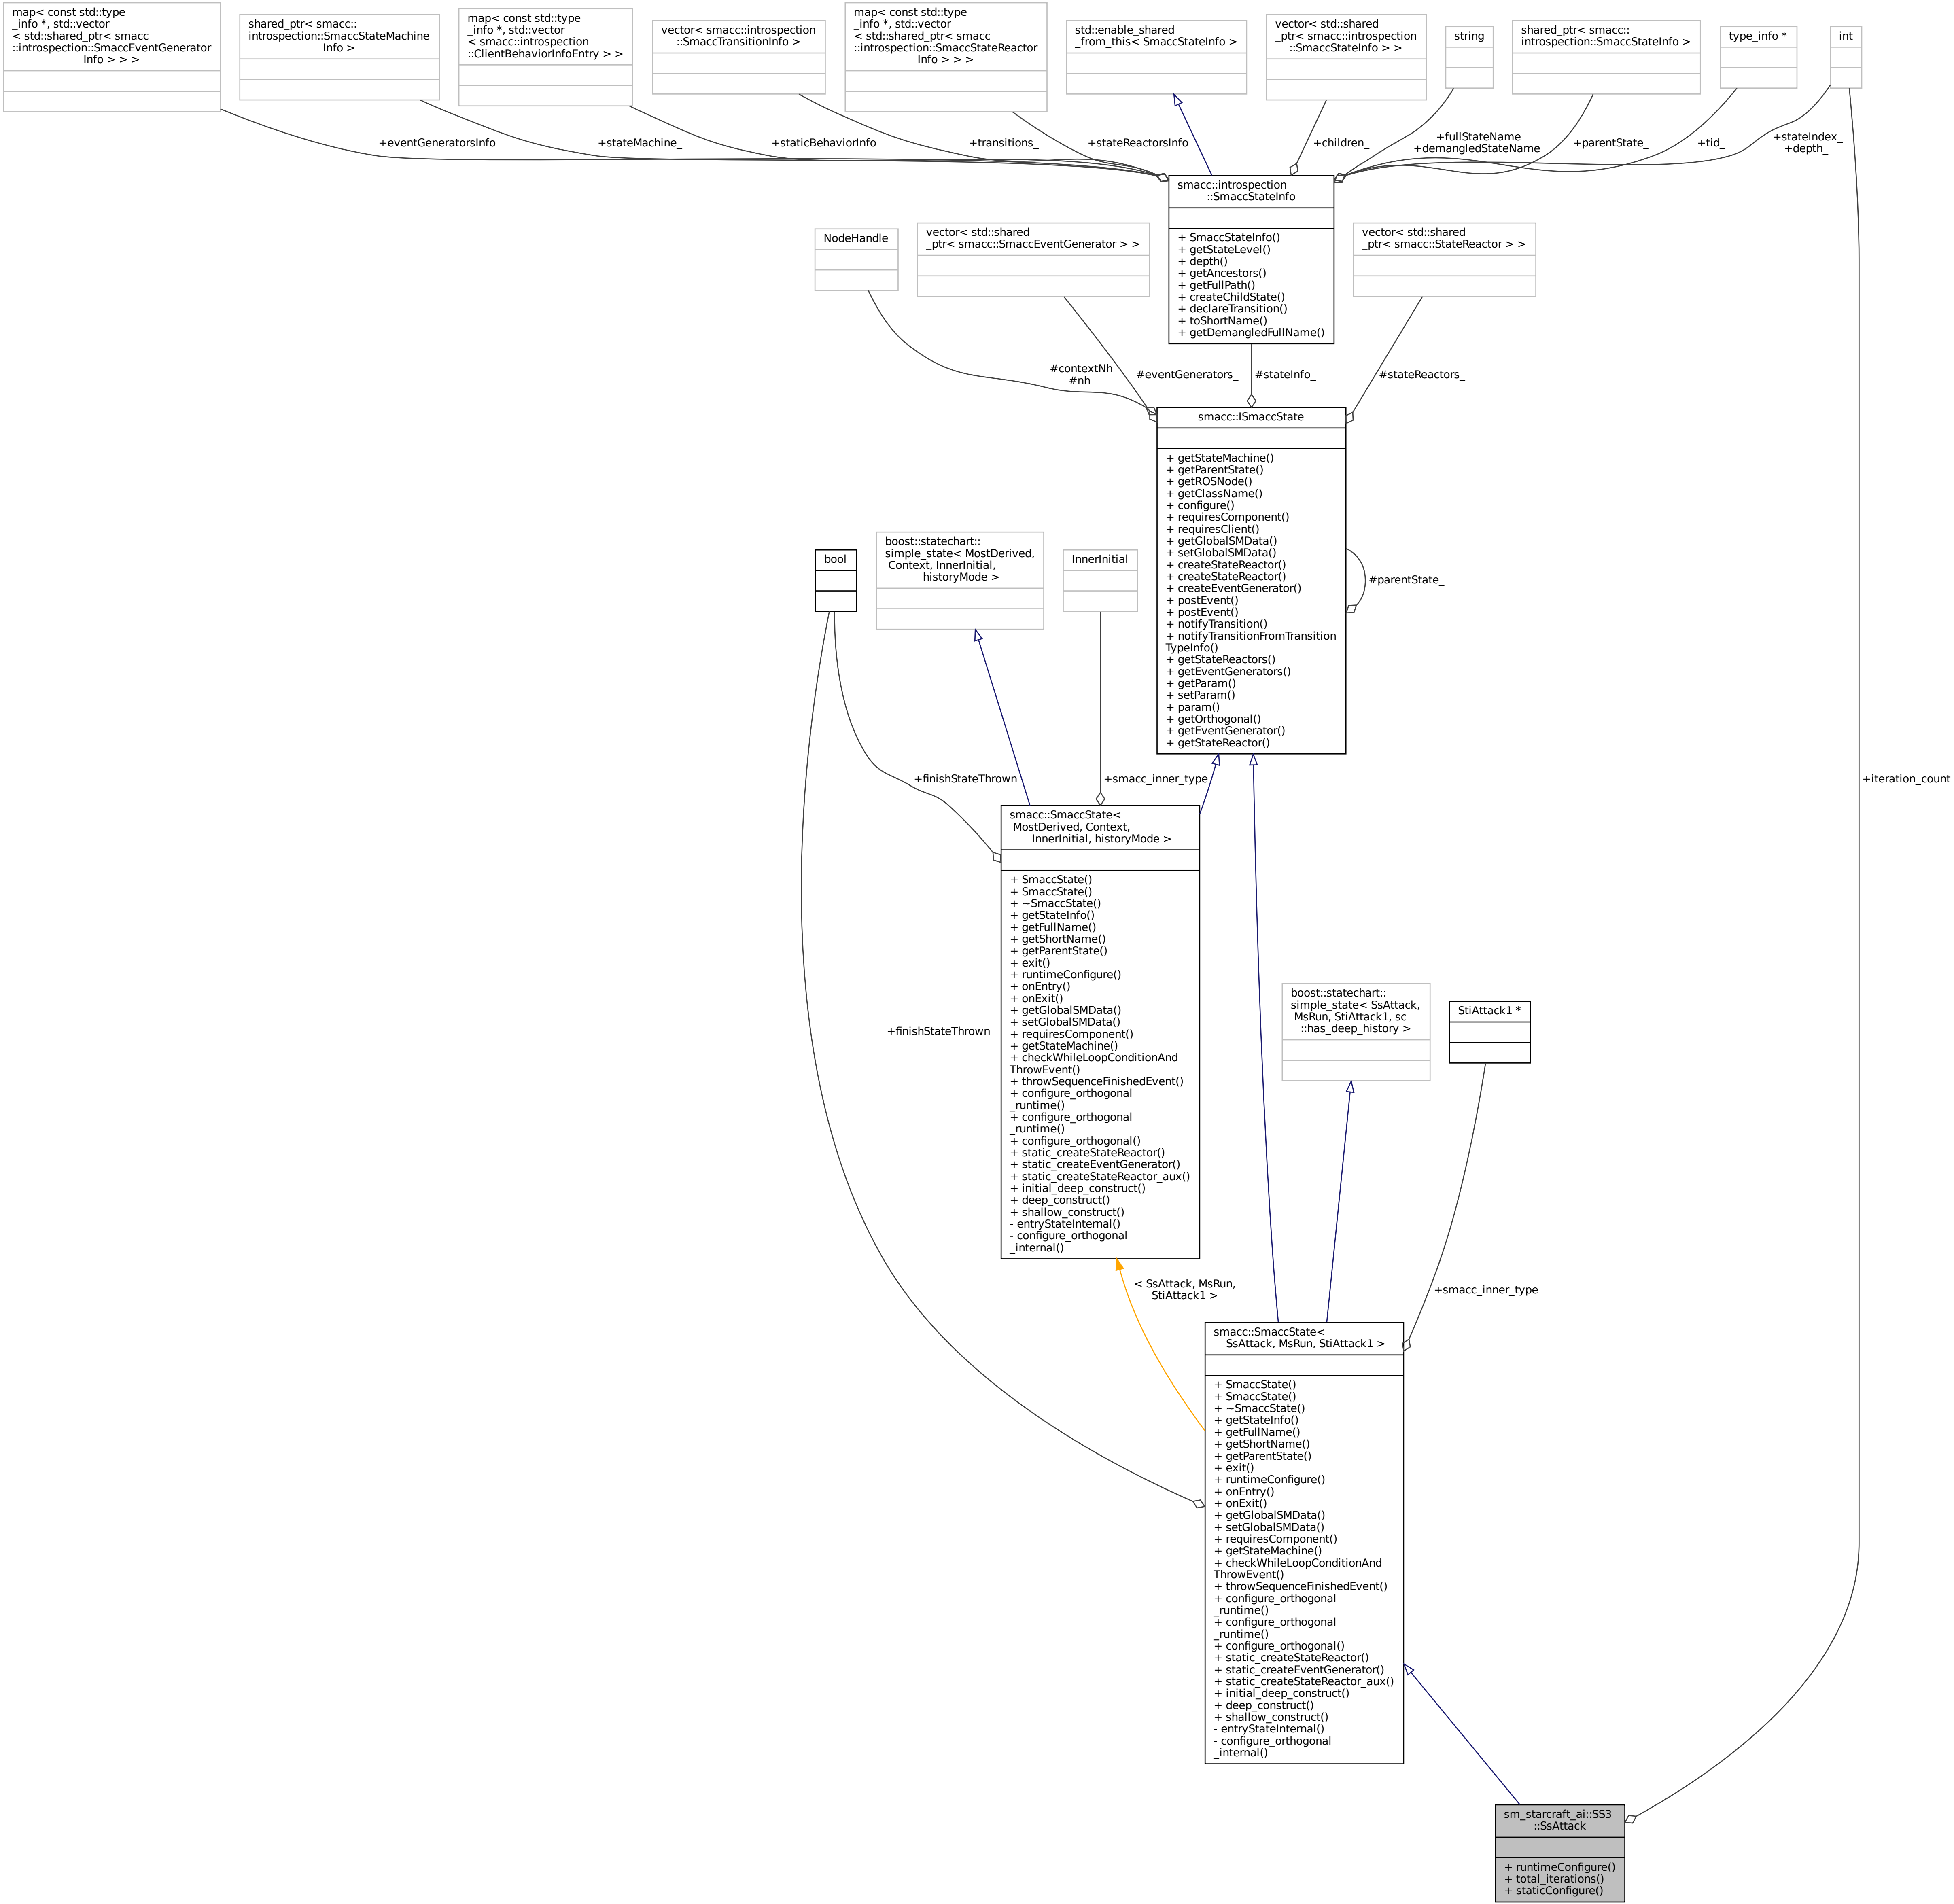 map< const std::type
_info *, std::vector
< std::shared_ptr< smacc
::introspection::SmaccEventGenerator
Info > > >
shared_ptr< smacc::
introspection::SmaccStateMachine
Info >
map< const std::type
_info *, std::vector
< smacc::introspection
::ClientBehaviorInfoEntry > >
vector< smacc::introspection
::SmaccTransitionInfo >
map< const std::type
_info *, std::vector
< std::shared_ptr< smacc
::introspection::SmaccStateReactor
Info > > >
std::enable_shared
_from_this< SmaccStateInfo >
vector< std::shared
_ptr< smacc::introspection
::SmaccStateInfo > >
string
shared_ptr< smacc::
introspection::SmaccStateInfo >
type_info *
int
+eventGeneratorsInfo
+stateMachine_
+staticBehaviorInfo
+transitions_
+stateReactorsInfo
+children_
+fullStateName
+demangledStateName
+parentState_
+tid_
+stateIndex_
+depth_
smacc::introspection
::SmaccStateInfo
+ SmaccStateInfo()
+ getStateLevel()
+ depth()
+ getAncestors()
+ getFullPath()
+ createChildState()
+ declareTransition()
+ toShortName()
+ getDemangledFullName()
NodeHandle
vector< std::shared
_ptr< smacc::SmaccEventGenerator > >
vector< std::shared
_ptr< smacc::StateReactor > >
#contextNh
#nh
#eventGenerators_
#stateInfo_
#stateReactors_
smacc::ISmaccState
+ getStateMachine()
+ getParentState()
+ getROSNode()
+ getClassName()
+ configure()
+ requiresComponent()
+ requiresClient()
+ getGlobalSMData()
+ setGlobalSMData()
+ createStateReactor()
+ createStateReactor()
+ createEventGenerator()
+ postEvent()
+ postEvent()
+ notifyTransition()
+ notifyTransitionFromTransition
TypeInfo()
+ getStateReactors()
+ getEventGenerators()
+ getParam()
+ setParam()
+ param()
+ getOrthogonal()
+ getEventGenerator()
+ getStateReactor()
#parentState_
bool
boost::statechart::
simple_state< MostDerived,
Context, InnerInitial,
historyMode >
InnerInitial
+finishStateThrown
+smacc_inner_type
+iteration_count
smacc::SmaccState<
MostDerived, Context,
InnerInitial, historyMode >
+ SmaccState()
+ SmaccState()
+ ~SmaccState()
+ getStateInfo()
+ getFullName()
+ getShortName()
+ getParentState()
+ exit()
+ runtimeConfigure()
+ onEntry()
+ onExit()
+ getGlobalSMData()
+ setGlobalSMData()
+ requiresComponent()
+ getStateMachine()
+ checkWhileLoopConditionAnd
ThrowEvent()
+ throwSequenceFinishedEvent()
+ configure_orthogonal
_runtime()
+ configure_orthogonal
_runtime()
+ configure_orthogonal()
+ static_createStateReactor()
+ static_createEventGenerator()
+ static_createStateReactor_aux()
+ initial_deep_construct()
+ deep_construct()
+ shallow_construct()
- entryStateInternal()
- configure_orthogonal
_internal()
+finishStateThrown
boost::statechart::
simple_state< SsAttack,
MsRun, StiAttack1, sc
::has_deep_history >
StiAttack1 *
< SsAttack, MsRun,
StiAttack1 >
+smacc_inner_type
smacc::SmaccState<
SsAttack, MsRun, StiAttack1 >
+ SmaccState()
+ SmaccState()
+ ~SmaccState()
+ getStateInfo()
+ getFullName()
+ getShortName()
+ getParentState()
+ exit()
+ runtimeConfigure()
+ onEntry()
+ onExit()
+ getGlobalSMData()
+ setGlobalSMData()
+ requiresComponent()
+ getStateMachine()
+ checkWhileLoopConditionAnd
ThrowEvent()
+ throwSequenceFinishedEvent()
+ configure_orthogonal
_runtime()
+ configure_orthogonal
_runtime()
+ configure_orthogonal()
+ static_createStateReactor()
+ static_createEventGenerator()
+ static_createStateReactor_aux()
+ initial_deep_construct()
+ deep_construct()
+ shallow_construct()
- entryStateInternal()
- configure_orthogonal
_internal()
sm_starcraft_ai::SS3
::SsAttack
+ runtimeConfigure()
+ total_iterations()
+ staticConfigure()